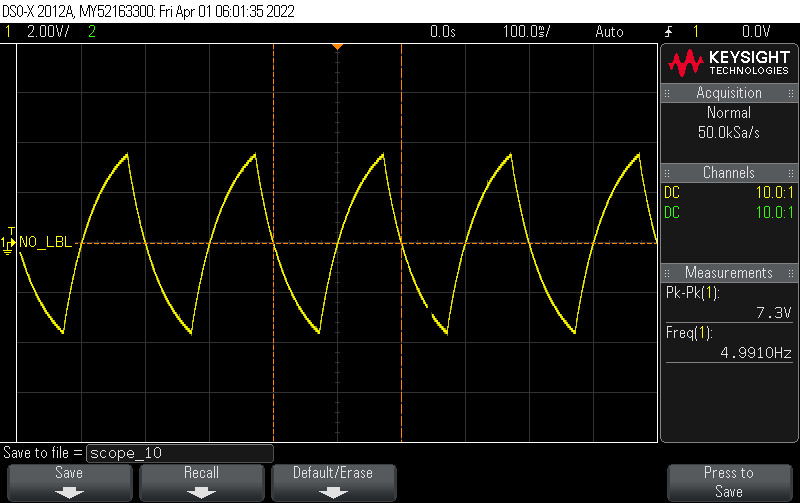 DSO-X 2012A, MY52163300: Fri Apr 01 06:01:35 2022
1 2.00V/ 2 0.0s 100.0ms/ Auto 1 0.0V
KEYSIGHT
TECHNOLOGIES
Acquisition
Normal
50.0kSa/s
Channels
DC 10.0:1
DC 10.0:1
T
1 NO_LBL
Measurements
Pk-Pk(1):
7.3V
Freq(1):
4.9910Hz
Save to file = scope_10
Save Recall Default/Erase Press to
Save